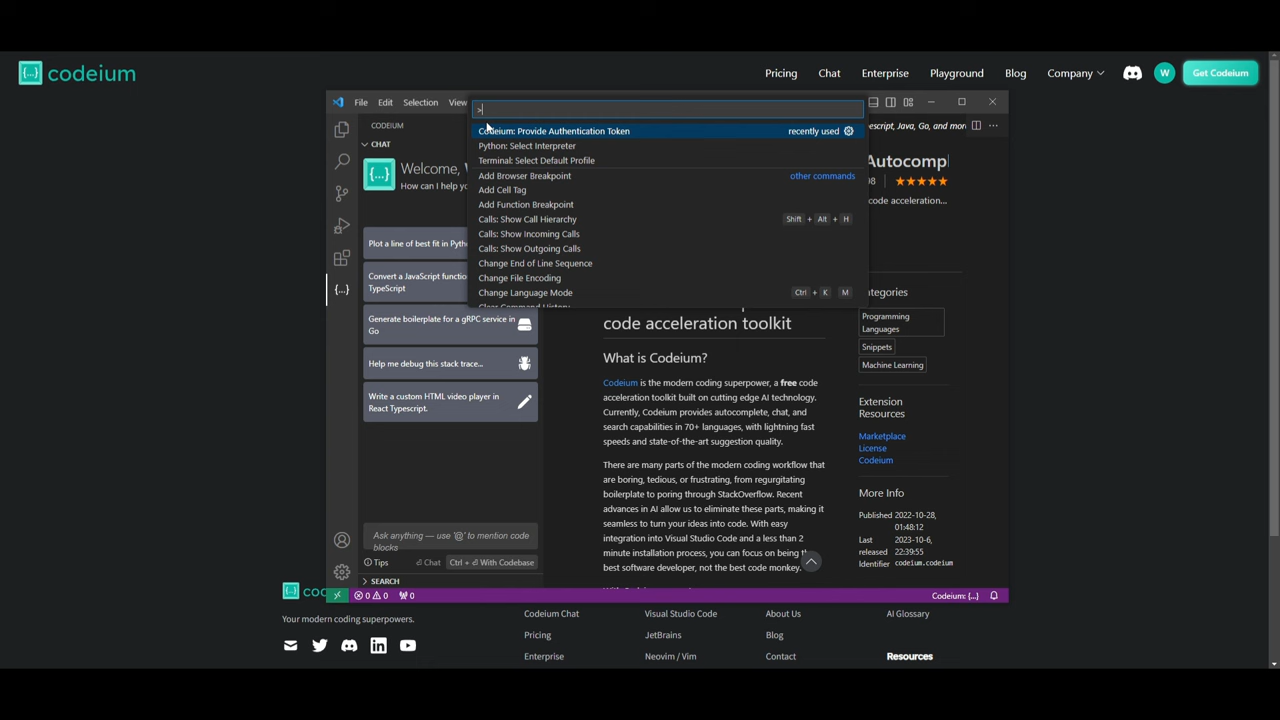 codeium
Pricing
Chat
Enterprise
Playground
Blog
Company
W
Get Codeium
File
Edit
Selection
View
>
Codeium: Provide Authentication Token
recently used
Python: Select Interpreter
Terminal: Select Default Profile
Add Browser Breakpoint
other commands
Add Cell Tag
Add Function Breakpoint
Calls: Show Call Hierarchy
Shift + Alt + H
Calls: Show Incoming Calls
Calls: Show Outgoing Calls
Change End of Line Sequence
Change File Encoding
Change Language Mode
Ctrl + K M
Clear Command History
CODEIUM
CHAT
{...}
Welcome,
How can I help yo
Plot a line of best fit in Pyth
Convert a JavaScript functio
TypeScript
Generate boilerplate for a gRPC service in
Go
Help me debug this stack trace...
Write a custom HTML video player in
React Typescript.
Ask anything — use '@' to mention code
blocks
Tips
Chat
Ctrl + ⏎ With Codebase
SEARCH
escript, Java, Go, and more
...
Autocomp
98
code acceleration...
code acceleration toolkit
What is Codeium?
Codeium is the modern coding superpower, a free code
acceleration toolkit built on cutting edge AI technology.
Currently, Codeium provides autocomplete, chat, and
search capabilities in 70+ languages, with lightning fast
speeds and state-of-the-art suggestion quality.
There are many parts of the modern coding workflow that
are boring, tedious, or frustrating, from regurgitating
boilerplate to poring through StackOverflow. Recent
advances in AI allow us to eliminate these parts, making it
seamless to turn your ideas into code. With easy
integration into Visual Studio Code and a less than 2
minute installation process, you can focus on being th
best software developer, not the best code monkey.
ategories
Programming
Languages
Snippets
Machine Learning
Extension
Resources
Marketplace
License
Codeium
More Info
Published 2022-10-28,
01:48:12
Last 2023-10-6,
released 22:39:55
Identifier codeium.codeium
0 0
0
Codeium: {...}
coc
Your modern coding superpowers.
Codeium Chat
Pricing
Enterprise
Visual Studio Code
JetBrains
Neovim / Vim
About Us
Blog
Contact
AI Glossary
Resources